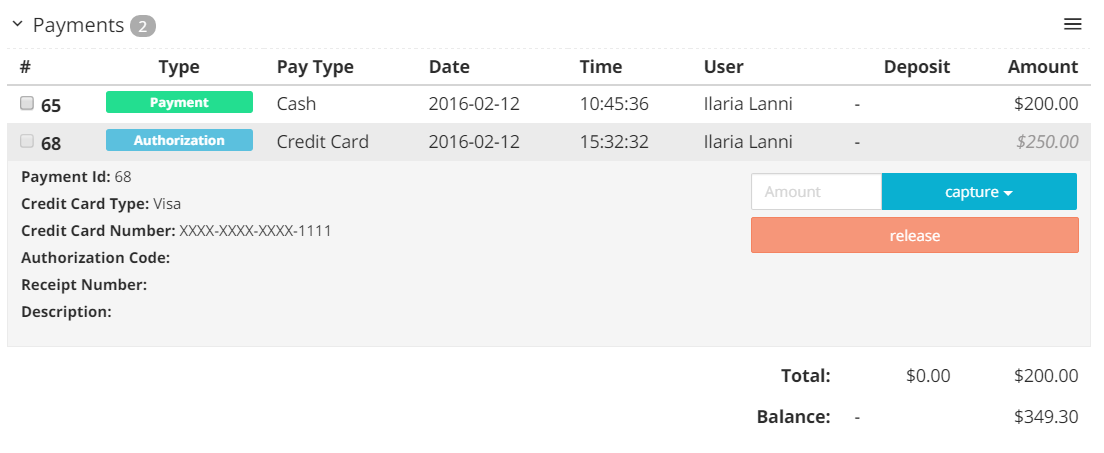 Payments 2
# Type Pay Type Date Time User Deposit Amount
65 Payment Cash 2016-02-12 10:45:36 Ilaria Lanni - $200.00
68 Authorization Credit Card 2016-02-12 15:32:32 Ilaria Lanni - $250.00
Payment Id: 68
Credit Card Type: Visa
Credit Card Number: XXXX-XXXX-XXXX-1111
Authorization Code:
Receipt Number:
Description:
Amount capture
release
Total: $0.00 $200.00
Balance: - $349.30